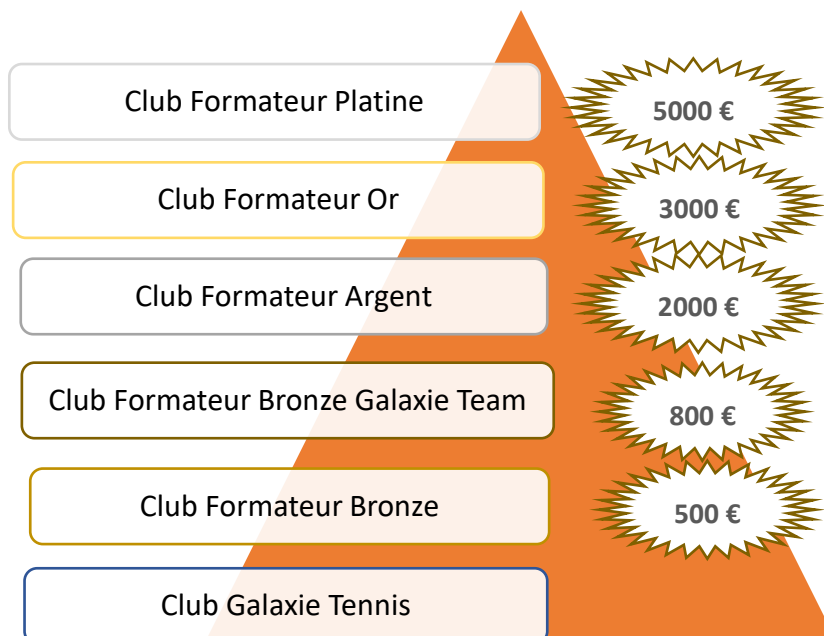 Club Formateur Platine
5000 €
Club Formateur Or
3000 €
Club Formateur Argent
2000 €
Club Formateur Bronze Galaxie Team
800 €
Club Formateur Bronze
500 €
Club Galaxie Tennis